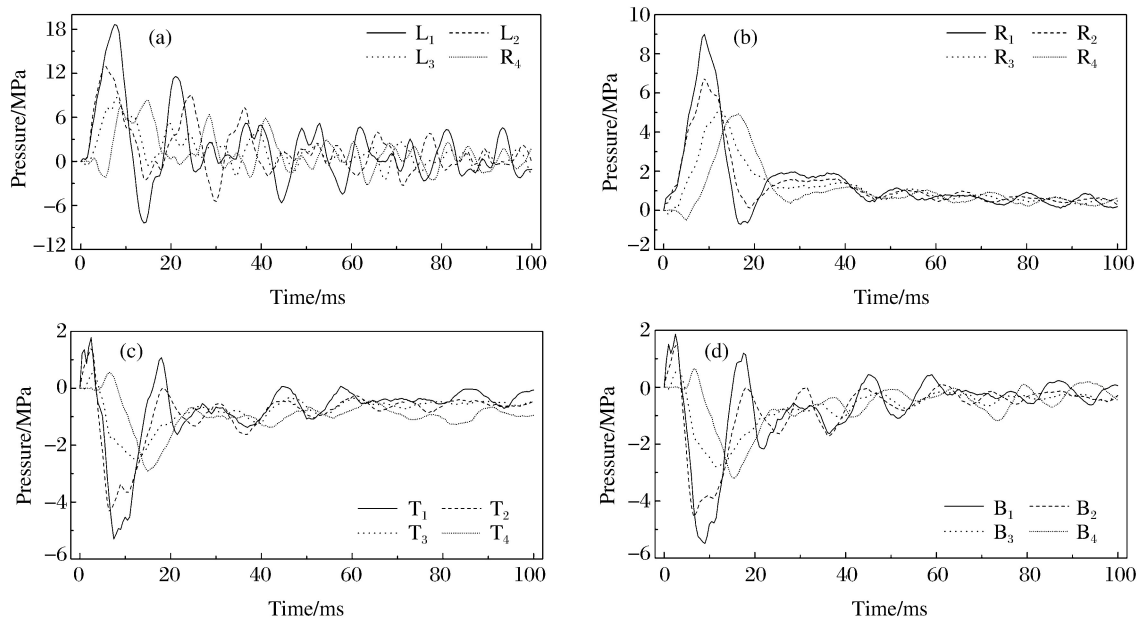 (a)
L₁ L₂
L₃ R₄
18
12
6
0
−6
−12
Pressure/MPa
0 20 40 60 80 100
Time/ms
(b)
R₁ R₂
R₃ R₄
10
8
6
4
2
0
−2
Pressure/MPa
0 20 40 60 80 100
Time/ms
(c)
T₁ T₂
T₃ T₄
2
0
−2
−4
−6
Pressure/MPa
0 20 40 60 80 100
Time/ms
(d)
B₁ B₂
B₃ B₄
2
0
−2
−4
−6
Pressure/MPa
0 20 40 60 80 100
Time/ms